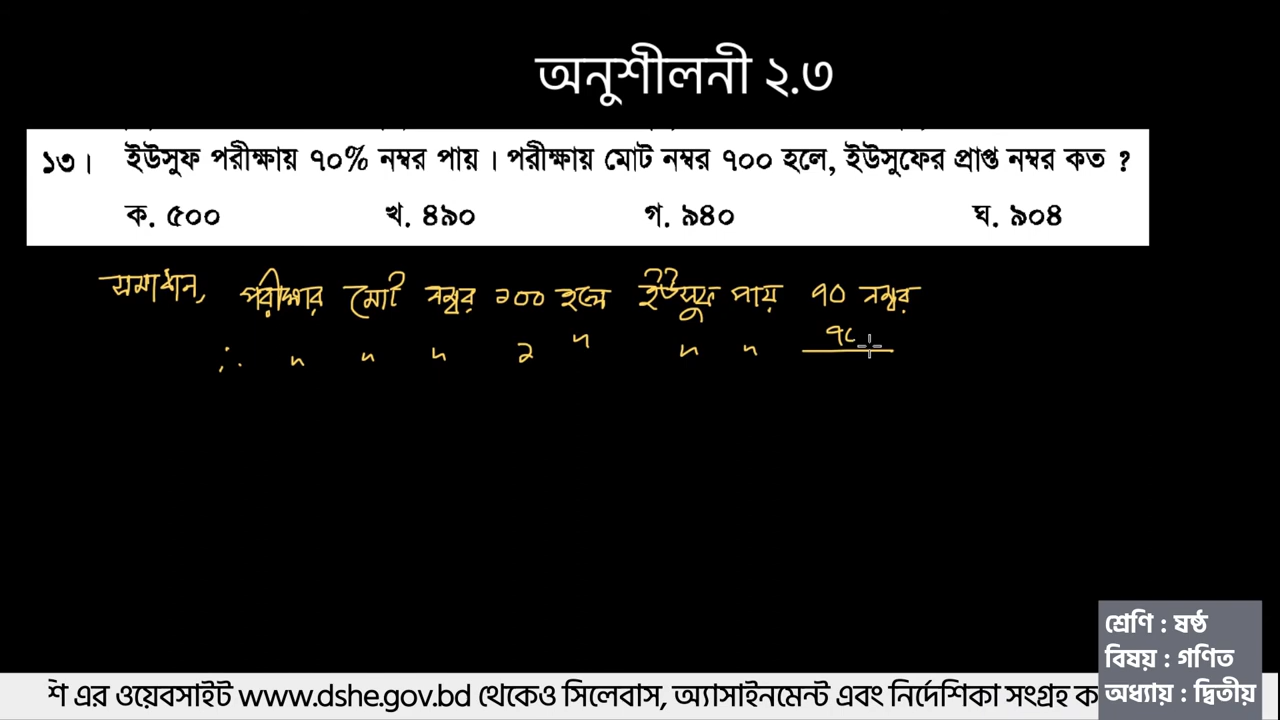 অনুশীলনী ২.৩
১৩। ইউসুফ পরীক্ষায় ৭০% নম্বর পায়। পরীক্ষায় মোট নম্বর ৭০০ হলে, ইউসুফের প্রাপ্ত নম্বর কত ?
ক. ৫০০ খ. ৪৯০ গ. ৯৪০ ঘ. ৯০৪
সমাধান, পরীক্ষার মোট নম্বর ১০০ হলে ইউসুফ পায় ৭০ নম্বর
∴ " " " ১ " " " ৭
শ্রেণি : ষষ্ঠ
বিষয় : গণিত
অধ্যায় : দ্বিতীয়
শ এর ওয়েবসাইট www.dshe.gov.bd থেকেও সিলেবাস, অ্যাসাইনমেন্ট এবং নির্দেশিকা সংগ্রহ ক